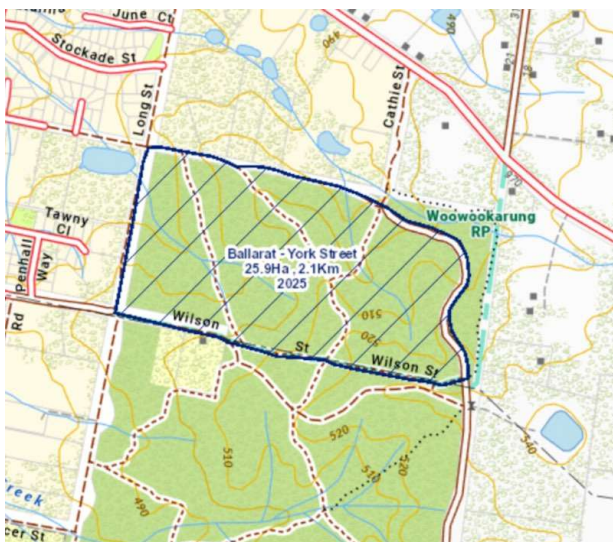 June Ct
490
490
Stockade St
Long St
Cathie St
Woowookarung
RP
Tawny
Cl
Penhall
Way
Ballarat - York Street
25.9Ha , 2.1Km
2025
Rd
Wilson
St
510
520
Wilson St
520
510
510
520
540
490
reek
cer St